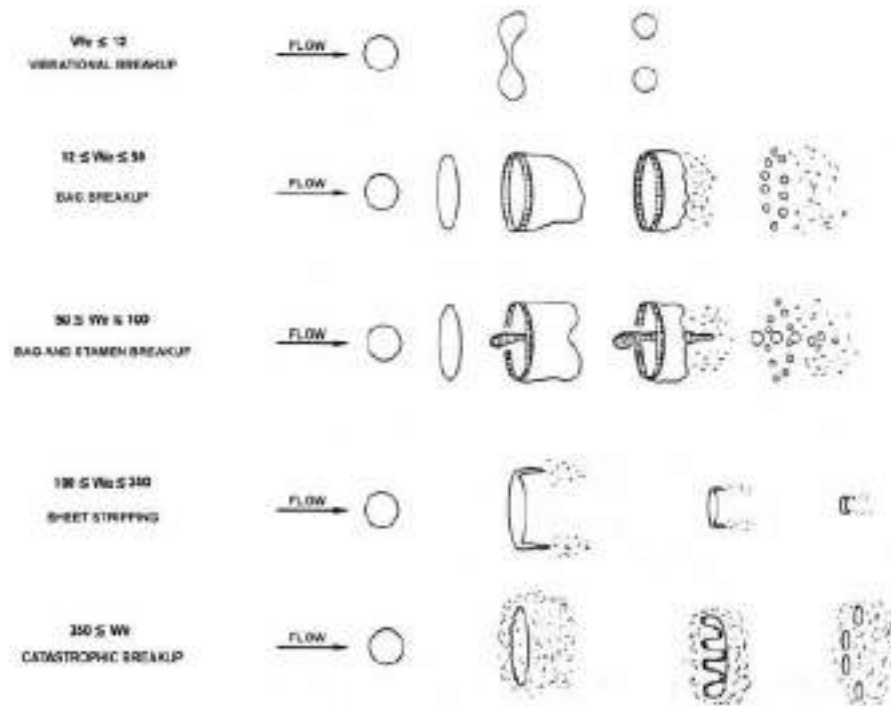 We ≤ 12
FLOW
VIBRATIONAL BREAKUP
12 ≤ We ≤ 50
FLOW
BAG BREAKUP
50 ≤ We ≤ 100
FLOW
BAG AND STAMEN BREAKUP
100 ≤ We ≤ 350
FLOW
SHEET STRIPPING
350 ≤ We
FLOW
CATASTROPHIC BREAKUP